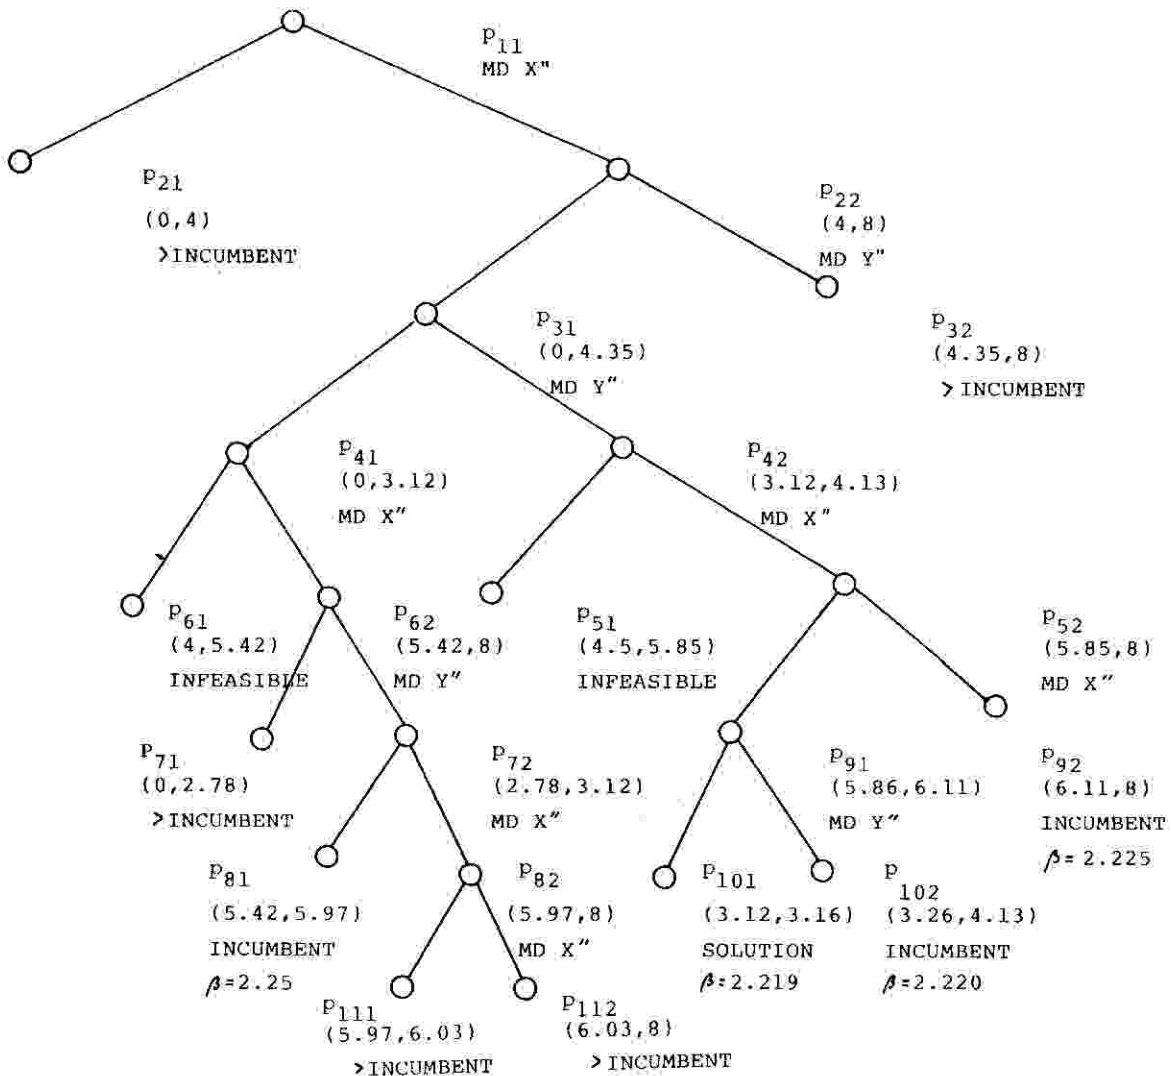 P11
MD X"
P21
(0,4)
>INCUMBENT
P22
(4,8)
MD Y"
P31
(0,4.35)
MD Y"
P32
(4.35,8)
>INCUMBENT
P41
(0,3.12)
MD X"
P42
(3.12,4.13)
MD X"
P61
(4,5.42)
INFEASIBLE
P62
(5.42,8)
MD Y"
P51
(4.5,5.85)
INFEASIBLE
P52
(5.85,8)
MD X"
P71
(0,2.78)
>INCUMBENT
P72
(2.78,3.12)
MD X"
P91
(5.86,6.11)
MD Y"
P92
(6.11,8)
INCUMBENT
β=2.225
P81
(5.42,5.97)
INCUMBENT
β=2.25
P82
(5.97,8)
MD X"
P101
(3.12,3.16)
SOLUTION
β=2.219
P
102
(3.26,4.13)
INCUMBENT
β=2.220
P111
(5.97,6.03)
>INCUMBENT
P112
(6.03,8)
>INCUMBENT